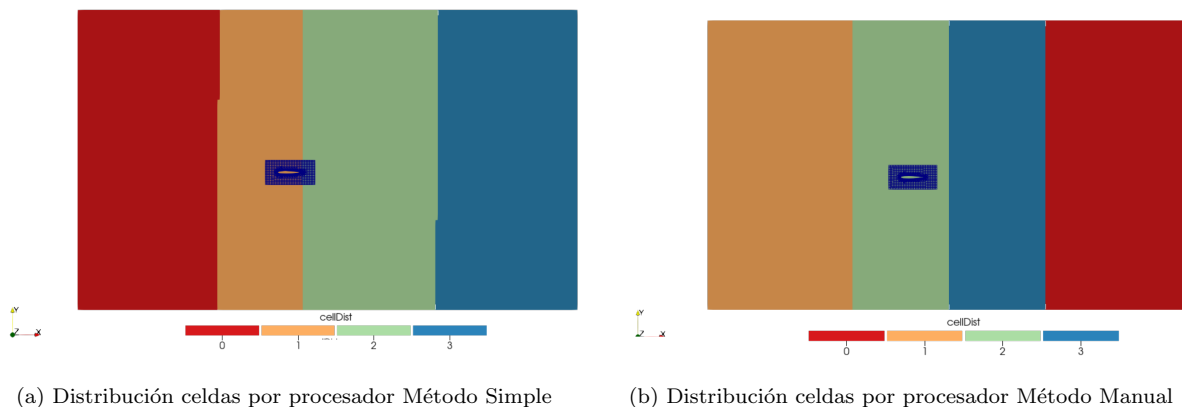 Y
Z X
cellDist
0 1 2 3
(a) Distribución celdas por procesador Método Simple
Y
Z X
cellDist
0 1 2 3
(b) Distribución celdas por procesador Método Manual